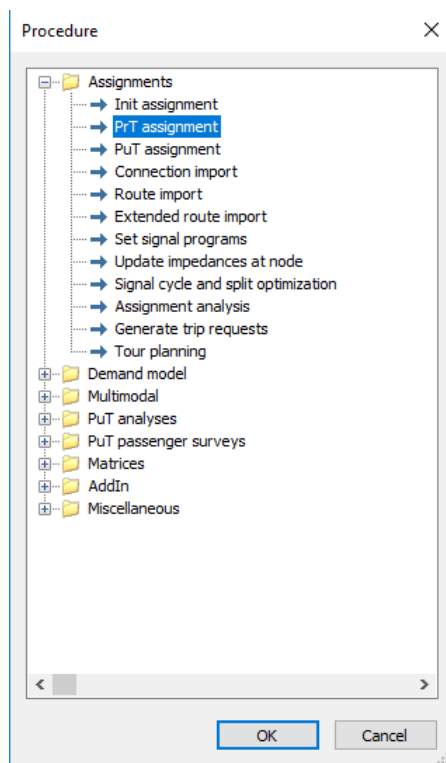 Procedure
Assignments
Init assignment
PrT assignment
PuT assignment
Connection import
Route import
Extended route import
Set signal programs
Update impedances at node
Signal cycle and split optimization
Assignment analysis
Generate trip requests
Tour planning
Demand model
Multimodal
PuT analyses
PuT passenger surveys
Matrices
AddIn
Miscellaneous
OK Cancel